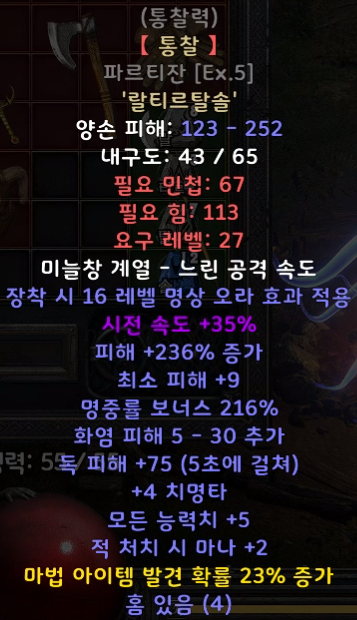 (통찰력)
【 통찰 】
파르티잔 [Ex.5]
'랄티르탈솔'
양손 피해: 123 - 252
내구도: 43 / 65
필요 민첩: 67
필요 힘: 113
요구 레벨: 27
미늘창 계열 - 느린 공격 속도
장착 시 16 레벨 명상 오라 효과 적용
시전 속도 +35%
피해 +236% 증가
최소 피해 +9
명중률 보너스 216%
화염 피해 5 - 30 추가
독 피해 +75 (5초에 걸쳐)
+4 치명타
모든 능력치 +5
적 처치 시 마나 +2
마법 아이템 발견 확률 23% 증가
홈 있음 (4)